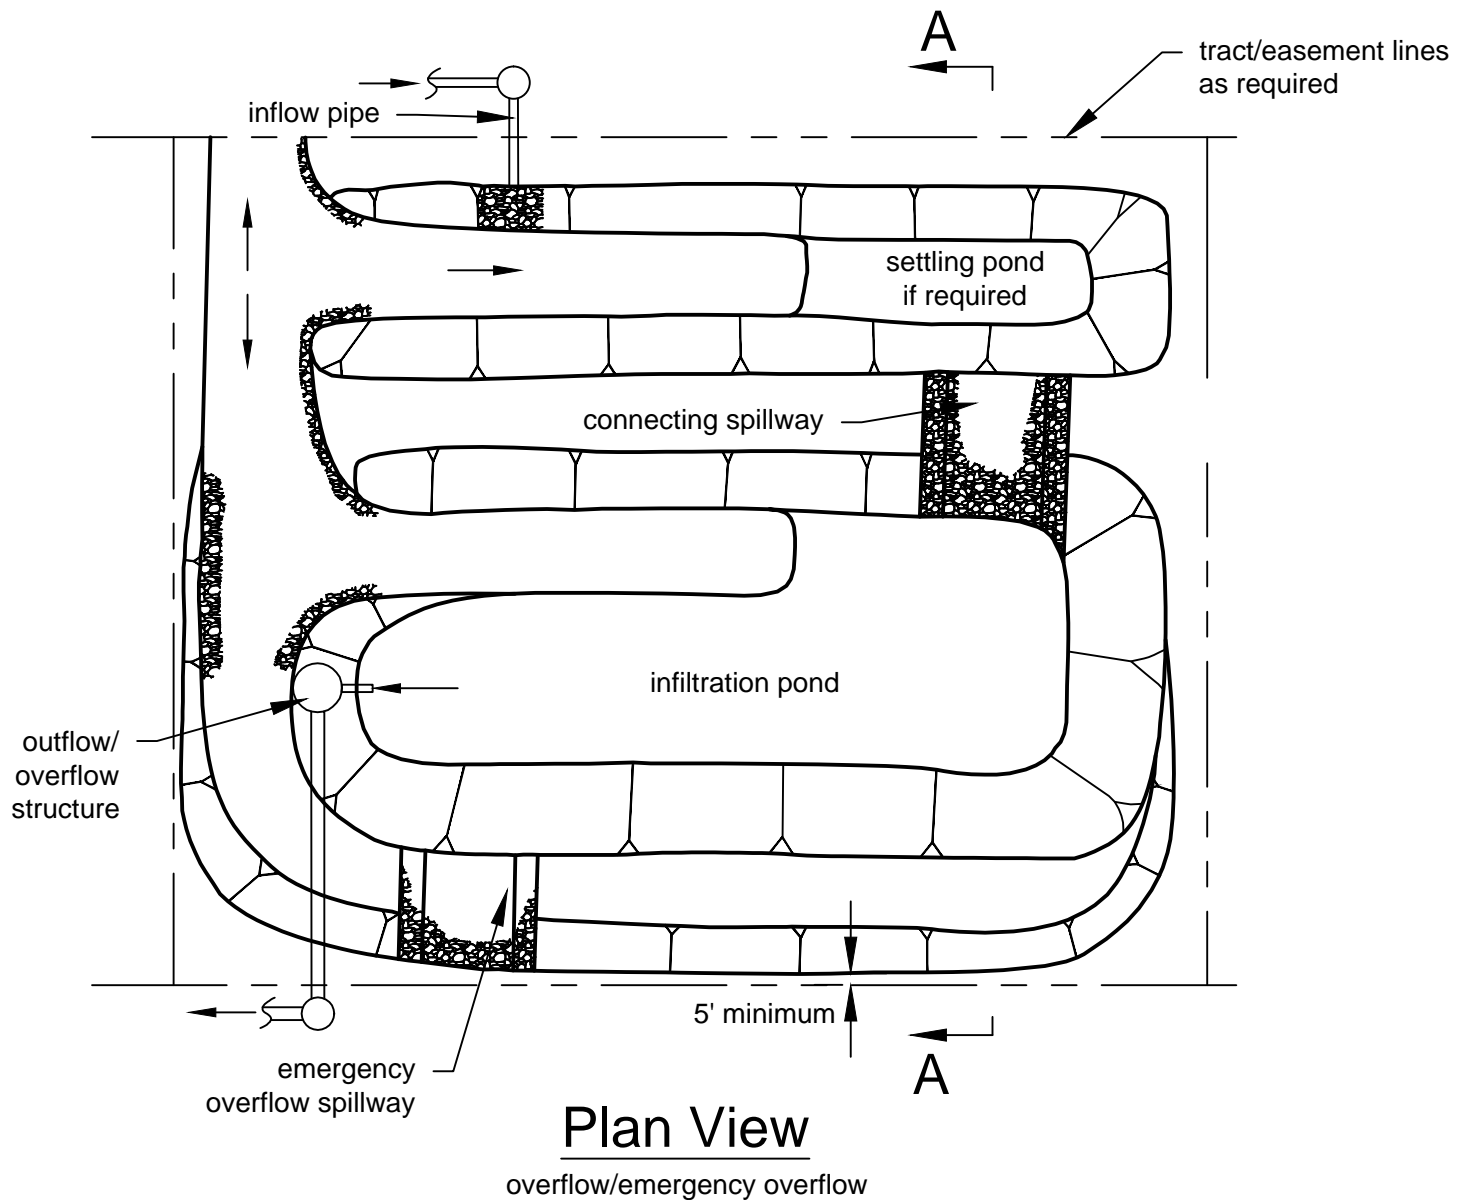 A
tract/easement lines
as required
inflow pipe
settling pond
if required
connecting spillway
infiltration pond
outflow/
overflow
structure
5' minimum
A
emergency
overflow spillway
Plan View
overflow/emergency overflow